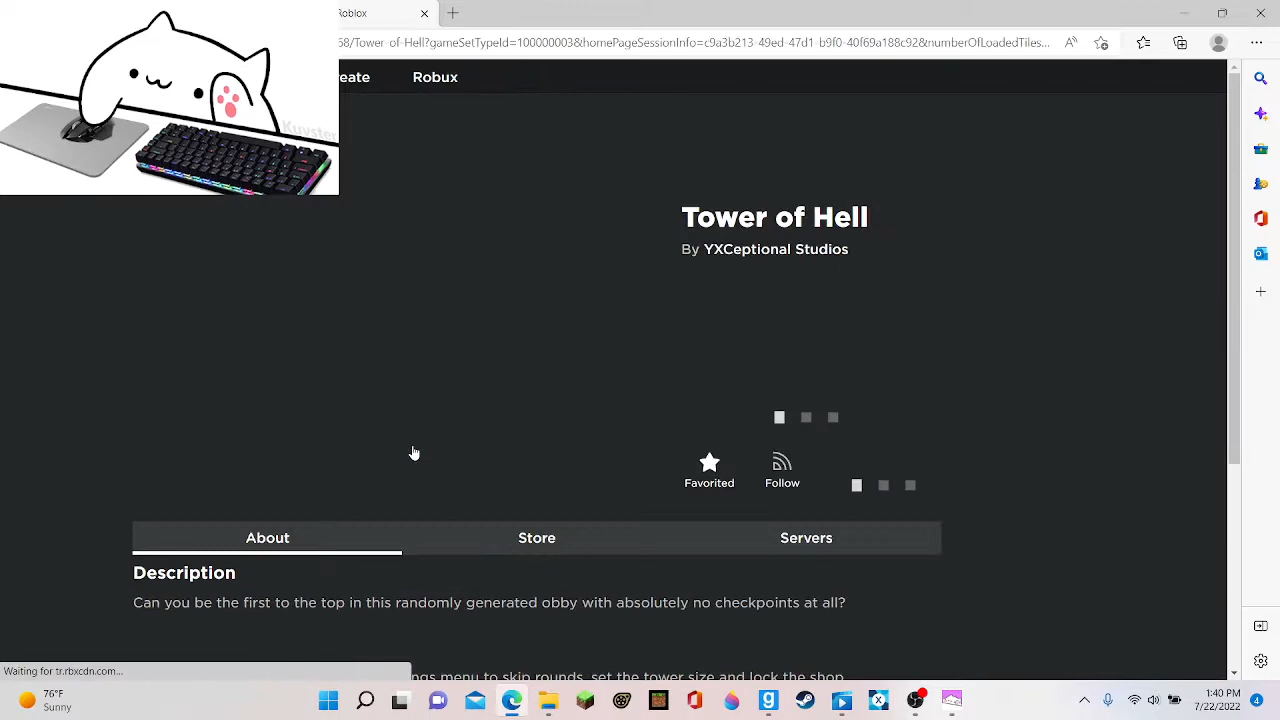 Roblox
58/Tower of Hell?gameSetTypeId=100000003&homePageSessionInfo=c9a3b213-49ed-47d1-b9f0-40f69a188c92&numberOfLoadedTiles...
eate Robux
Kuvster
Tower of Hell
By YXCeptional Studios
Favorited Follow
About Store Servers
Description
Can you be the first to the top in this randomly generated obby with absolutely no checkpoints at all?
Waiting for tr.rbxcdn.com...
ngs menu to skip rounds, set the tower size and lock the shop
76°F
Sunny
1:40 PM
7/2/2022
4